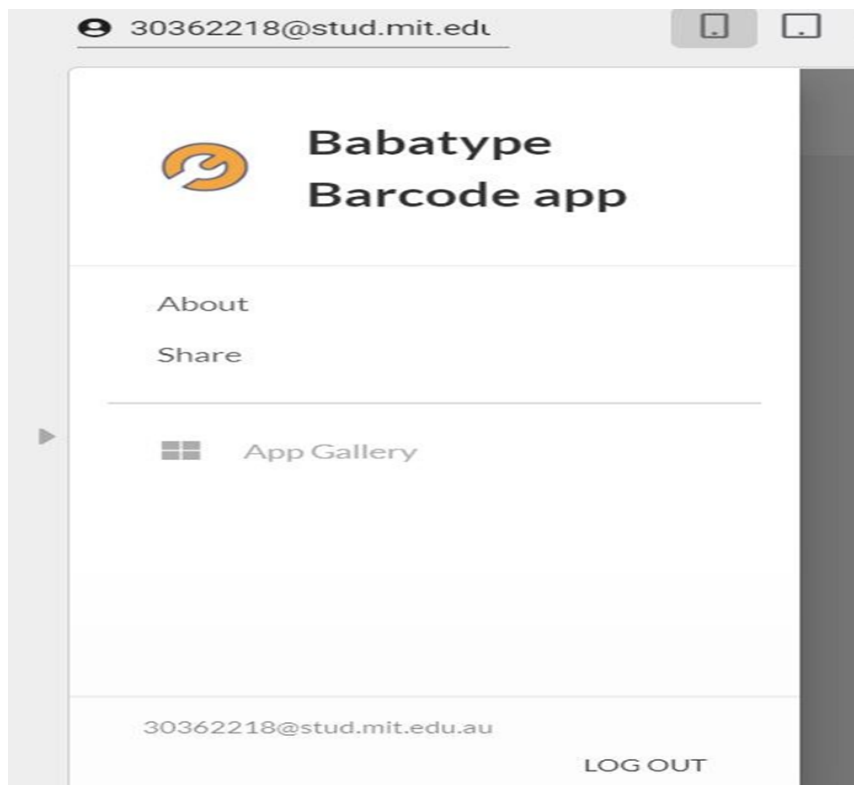 30362218@stud.mit.edu
Babatype
Barcode app
About
Share
App Gallery
30362218@stud.mit.edu.au
LOG OUT